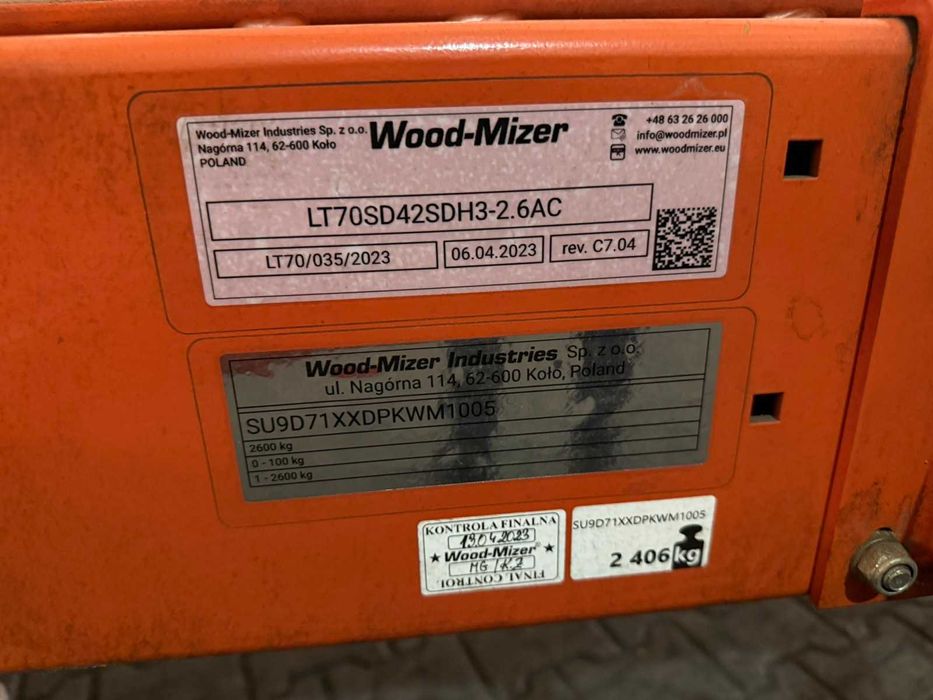 Wood-Mizer Industries Sp. z o.o.
Nagórna 114, 62-600 Koło
POLAND
Wood-Mizer
+48 63 26 26 000
info@woodmizer.pl
www.woodmizer.eu
LT70SD42SDH3-2.6AC
LT70/035/2023
06.04.2023
rev. C7.04
Wood-Mizer Industries Sp. z o.o.
ul. Nagórna 114, 62-600 Koło, Poland
SU9D71XXDPKWM1005
2600 kg
0 - 100 kg
1 - 2600 kg
KONTROLA FINALNA
19.04.2023
Wood-Mizer®
MG/KZ
FINAL CONTROL
SU9D71XXDPKWM1005
2 406 kg